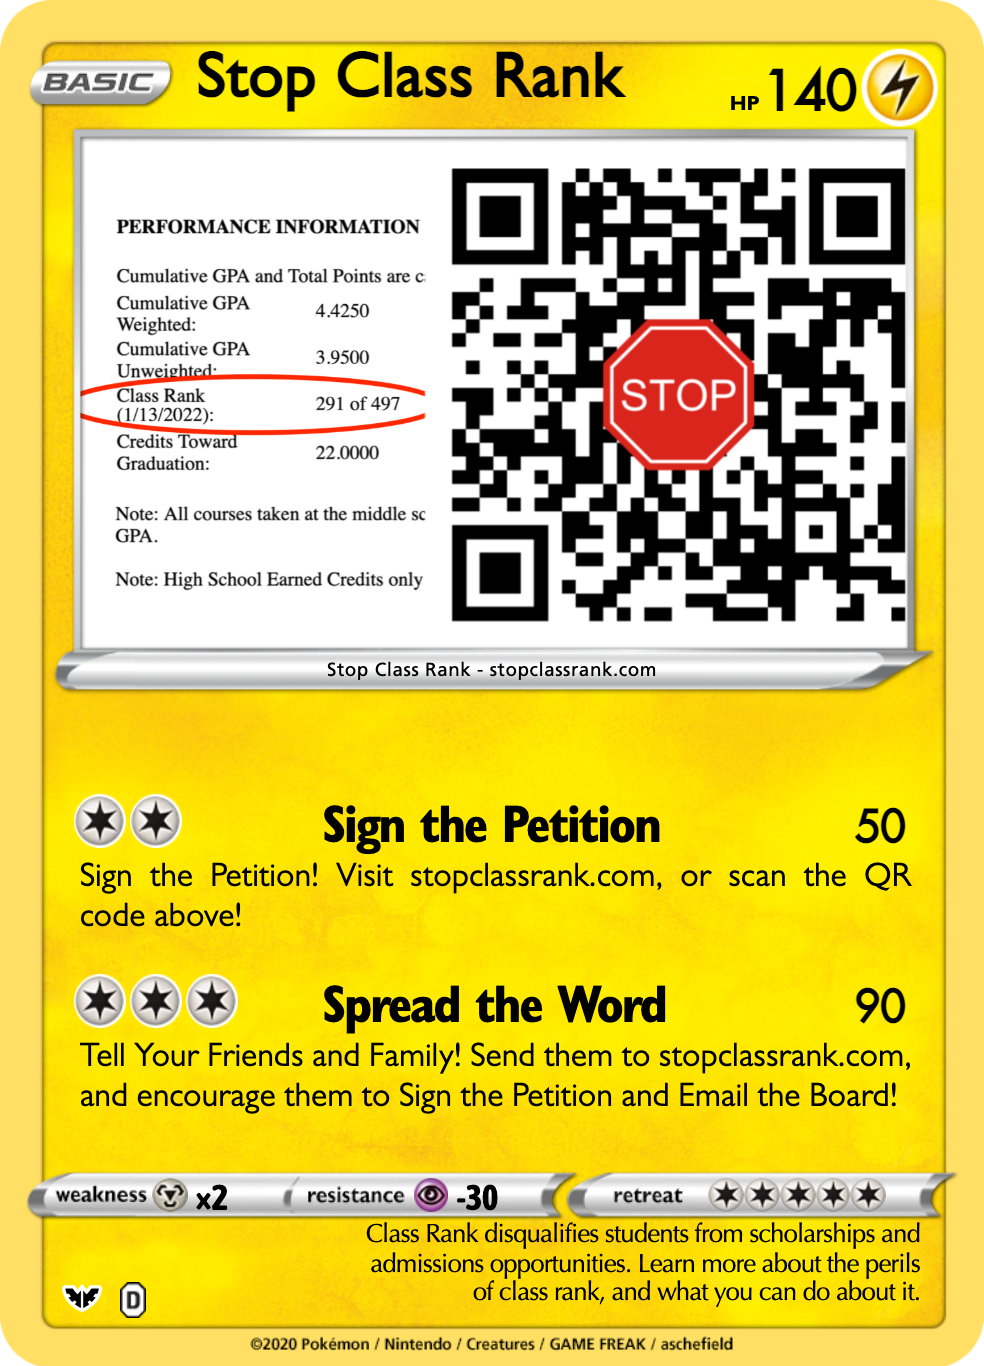 BASIC
Stop Class Rank
HP 140
PERFORMANCE INFORMATION
Cumulative GPA and Total Points are c
Cumulative GPA
Weighted:
4.4250
Cumulative GPA
Unweighted:
3.9500
Class Rank
(1/13/2022):
291 of 497
Credits Toward
Graduation:
22.0000
Note: All courses taken at the middle sc
GPA.
Note: High School Earned Credits only
STOP
Stop Class Rank - stopclassrank.com
Sign the Petition 50
Sign the Petition! Visit stopclassrank.com, or scan the QR
code above!
Spread the Word 90
Tell Your Friends and Family! Send them to stopclassrank.com,
and encourage them to Sign the Petition and Email the Board!
weakness x2 resistance -30 retreat
Class Rank disqualifies students from scholarships and
admissions opportunities. Learn more about the perils
of class rank, and what you can do about it.
D
©2020 Pokémon / Nintendo / Creatures / GAME FREAK / aschefield